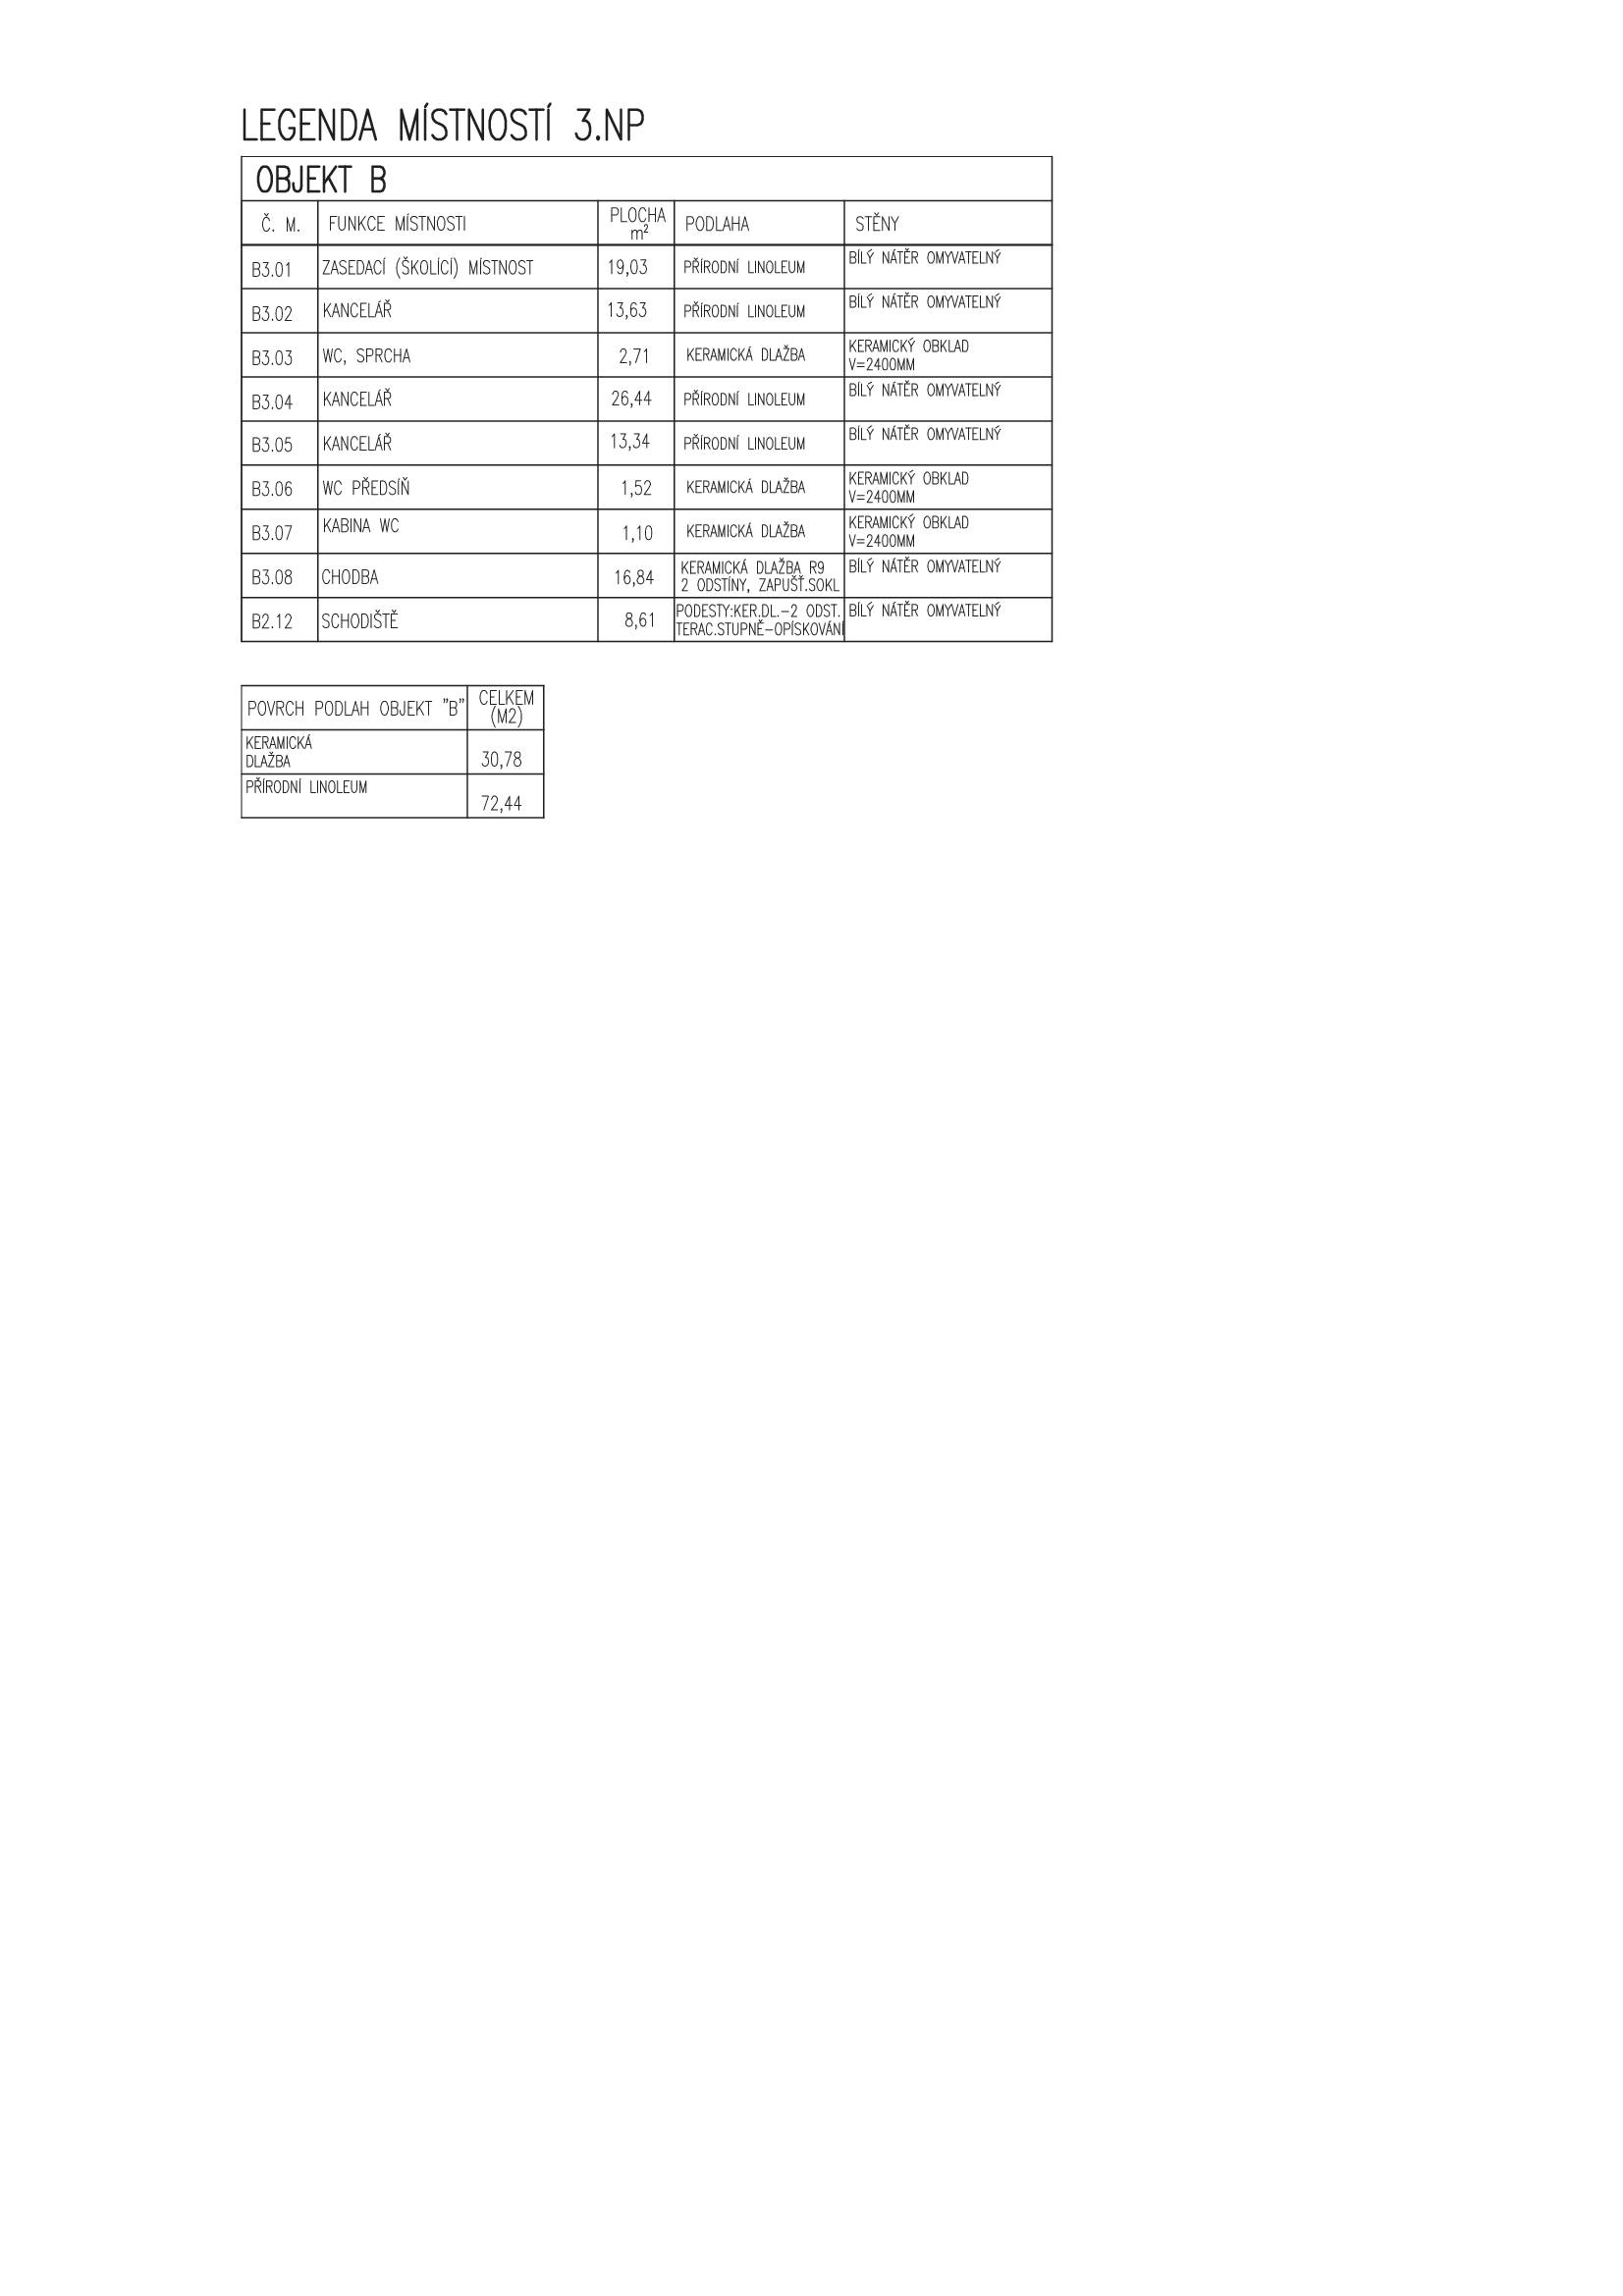 LEGENDA MÍSTNOSTÍ 3.NP
OBJEKT B
Č. M. FUNKCE MÍSTNOSTI PLOCHA m² PODLAHA STĚNY
B3.01 ZASEDACÍ (ŠKOLÍCÍ) MÍSTNOST 19,03 PŘÍRODNÍ LINOLEUM BÍLÝ NÁTĚR OMYVATELNÝ
B3.02 KANCELÁŘ 13,63 PŘÍRODNÍ LINOLEUM BÍLÝ NÁTĚR OMYVATELNÝ
B3.03 WC, SPRCHA 2,71 KERAMICKÁ DLAŽBA KERAMICKÝ OBKLAD
V=2400MM
B3.04 KANCELÁŘ 26,44 PŘÍRODNÍ LINOLEUM BÍLÝ NÁTĚR OMYVATELNÝ
B3.05 KANCELÁŘ 13,34 PŘÍRODNÍ LINOLEUM BÍLÝ NÁTĚR OMYVATELNÝ
B3.06 WC PŘEDSÍŇ 1,52 KERAMICKÁ DLAŽBA KERAMICKÝ OBKLAD
V=2400MM
B3.07 KABINA WC 1,10 KERAMICKÁ DLAŽBA KERAMICKÝ OBKLAD
V=2400MM
B3.08 CHODBA 16,84 KERAMICKÁ DLAŽBA R9 BÍLÝ NÁTĚR OMYVATELNÝ
2 ODSTÍNY, ZAPUŠŤ.SOKL
B2.12 SCHODIŠTĚ 8,61 PODESTY:KER.DL.-2 ODST. BÍLÝ NÁTĚR OMYVATELNÝ
TERAC.STUPNĚ-OPÍSKOVÁNÍ
POVRCH PODLAH OBJEKT "B" CELKEM
(M2)
KERAMICKÁ
DLAŽBA 30,78
PŘÍRODNÍ LINOLEUM
72,44